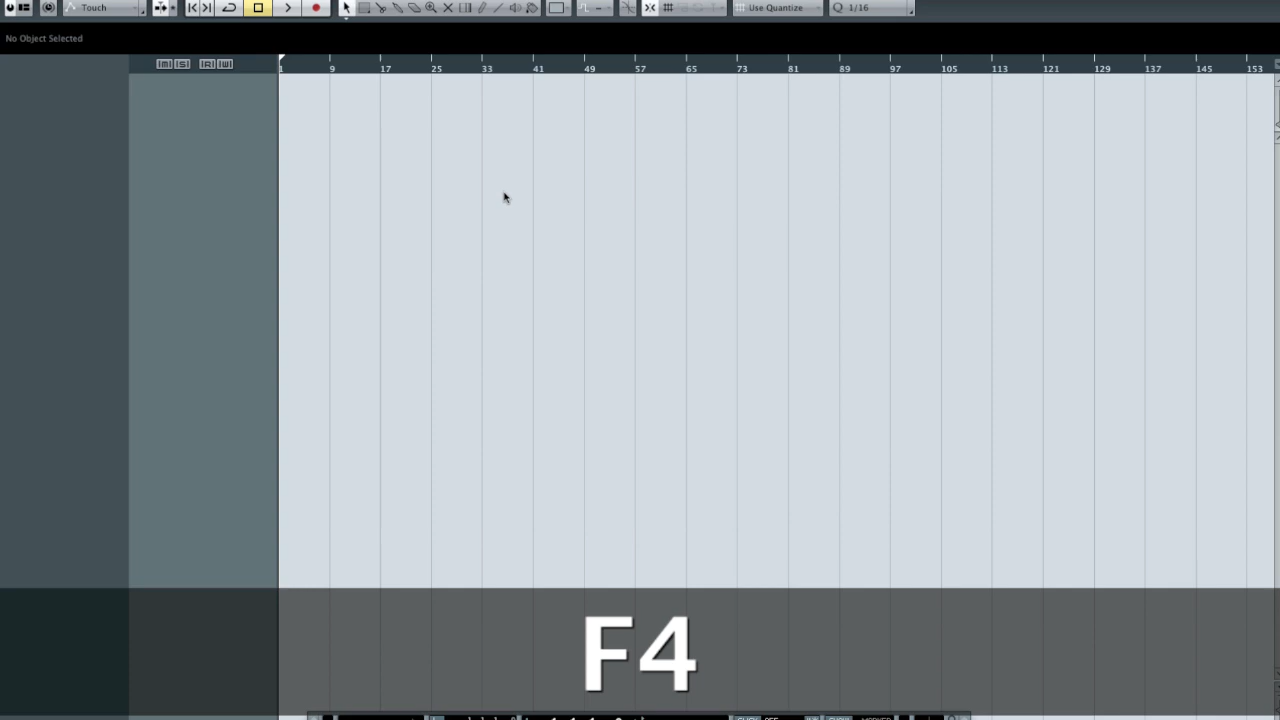 Touch
Use Quantize
Q 1/16
No Object Selected
[M][S] [R][W]
1 9 17 25 33 41 49 57 65 73 81 89 97 105 113 121 129 137 145 153
F4